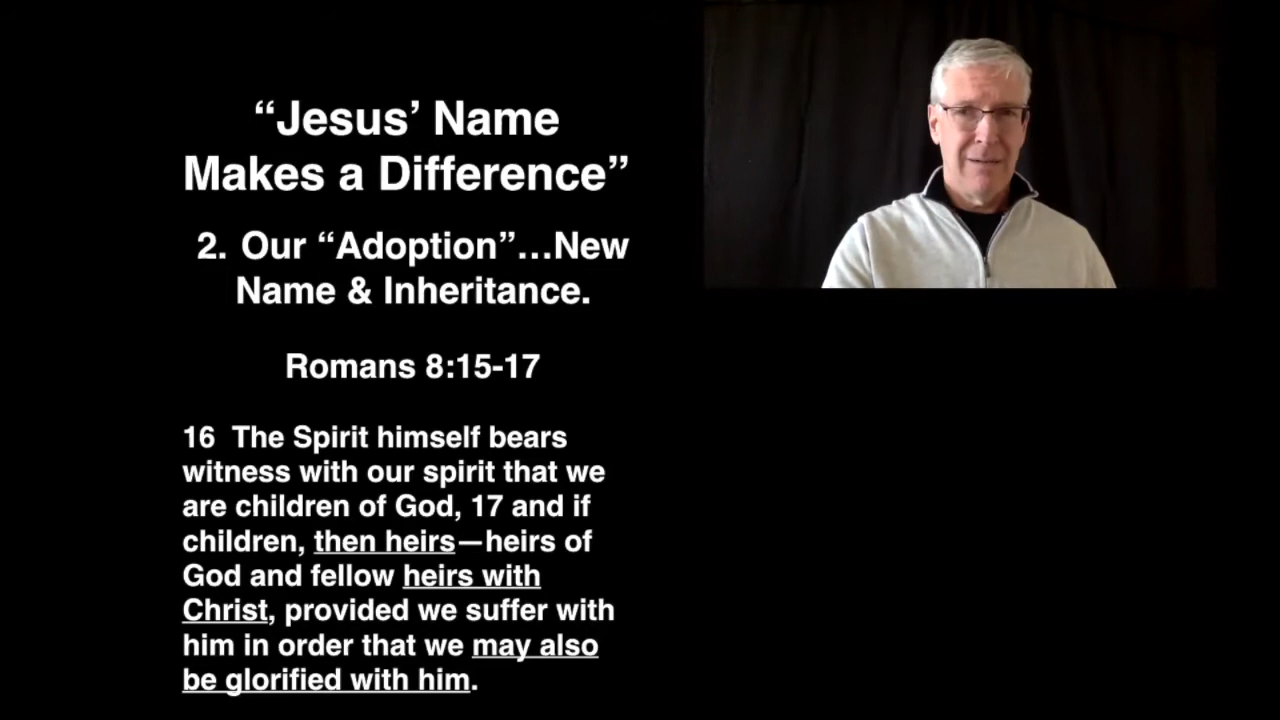 “Jesus’ Name
Makes a Difference”
2. Our “Adoption”...New
Name & Inheritance.
Romans 8:15-17
16 The Spirit himself bears
witness with our spirit that we
are children of God, 17 and if
children, then heirs—heirs of
God and fellow heirs with
Christ, provided we suffer with
him in order that we may also
be glorified with him.